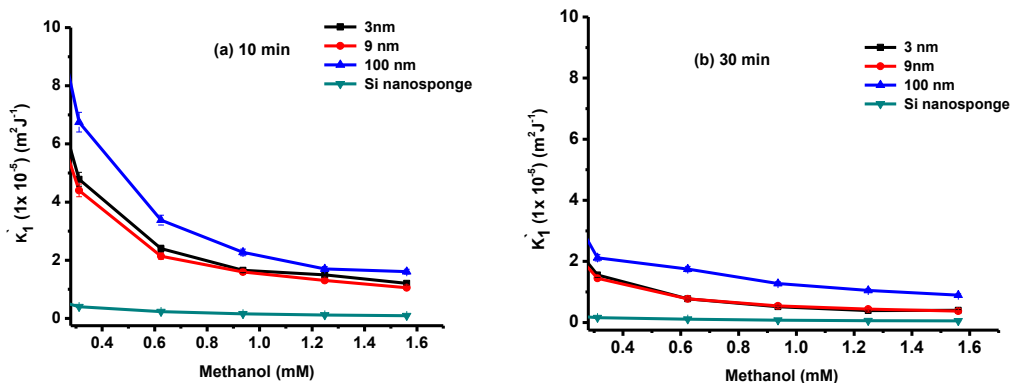 (a) 10 min
3nm
9 nm
100 nm
Si nanosponge
10
8
6
4
2
0
K̀₁ (1x 10⁻⁵) (m²J⁻¹)
0.4 0.6 0.8 1.0 1.2 1.4 1.6
Methanol (mM)
(b) 30 min
3 nm
9nm
100 nm
Si nanosponge
10
8
6
4
2
0
K̀₁ (1x 10⁻⁵) (m²J⁻¹)
0.4 0.6 0.8 1.0 1.2 1.4 1.6
Methanol (mM)